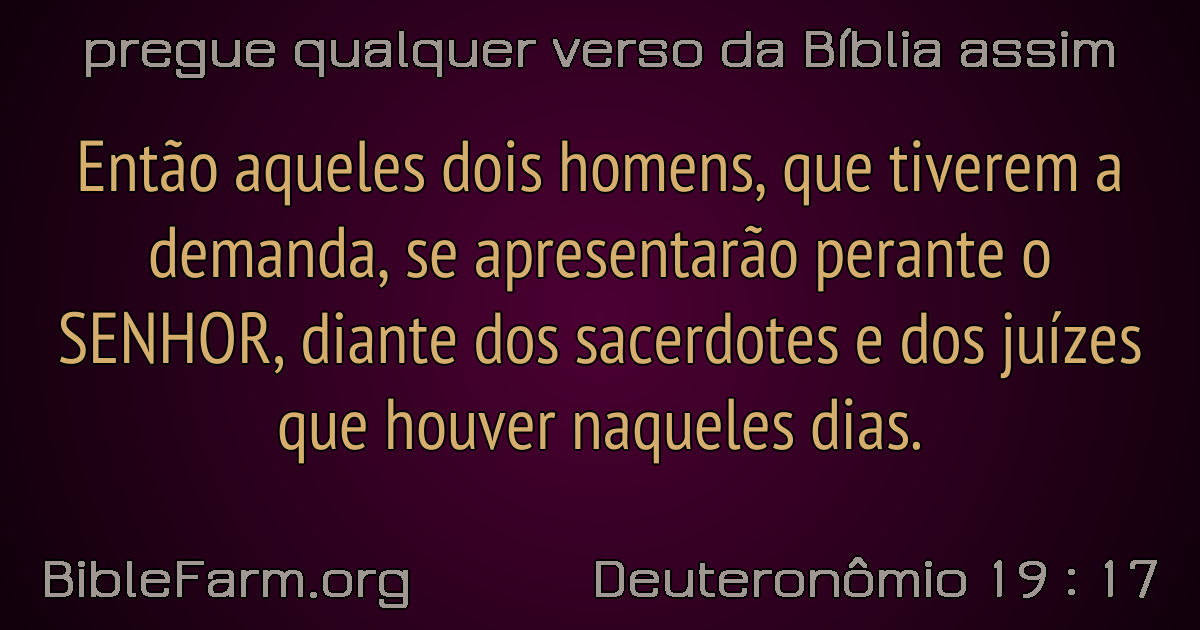 pregue qualquer verso da Bíblia assim
Então aqueles dois homens, que tiverem a
demanda, se apresentarão perante o
SENHOR, diante dos sacerdotes e dos juízes
que houver naqueles dias.
BibleFarm.org
Deuteronômio 19 : 17